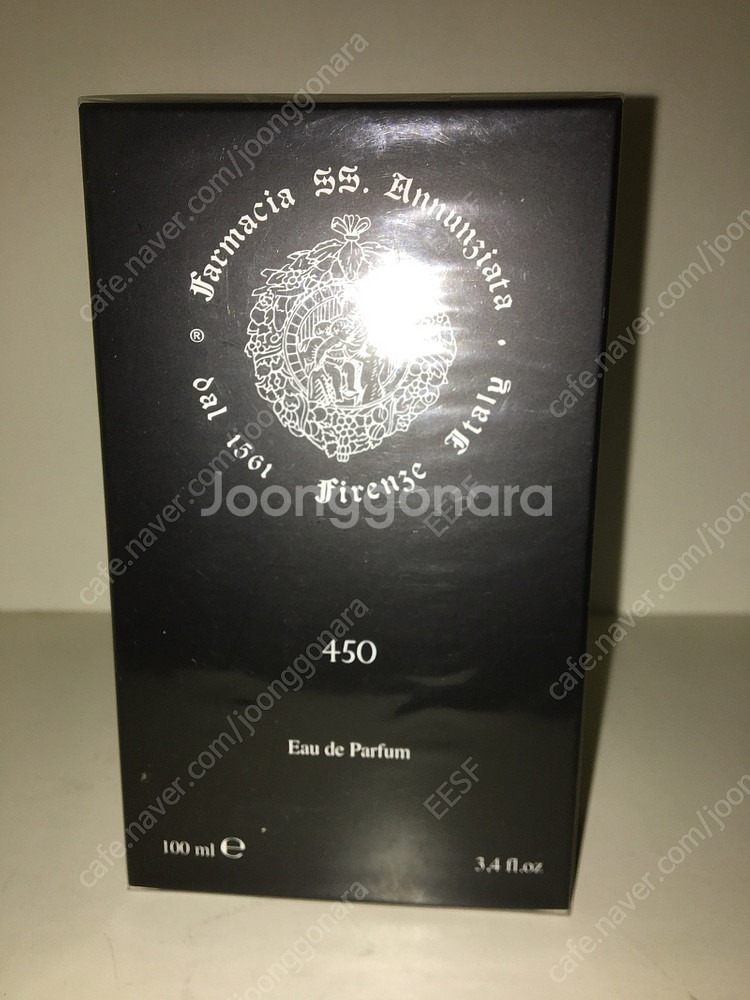 Farmacia SS. Annunziata
®
dal 1561
Firenze Italy
Joonggonara
450
Eau de Parfum
EESF
100 ml e
3,4 fl.oz
cafe.naver.com/joonggonara